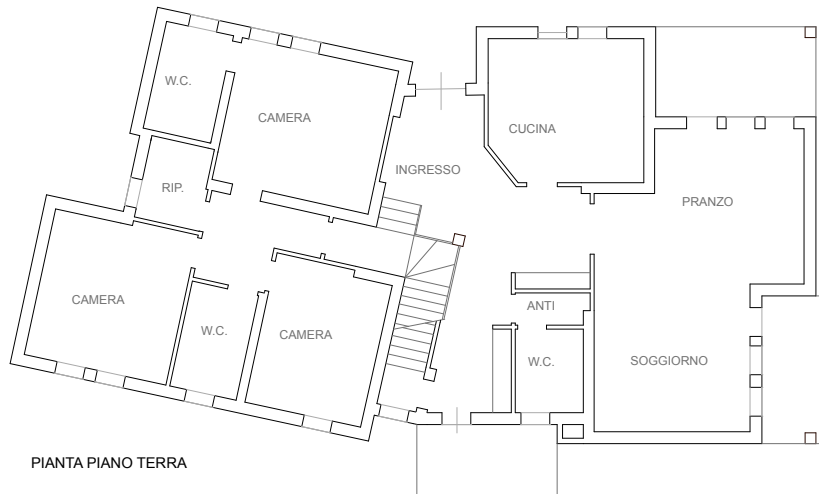 W.C.
CAMERA
CUCINA
INGRESSO
RIP.
PRANZO
CAMERA
ANTI
W.C.
CAMERA
W.C.
SOGGIORNO
PIANTA PIANO TERRA